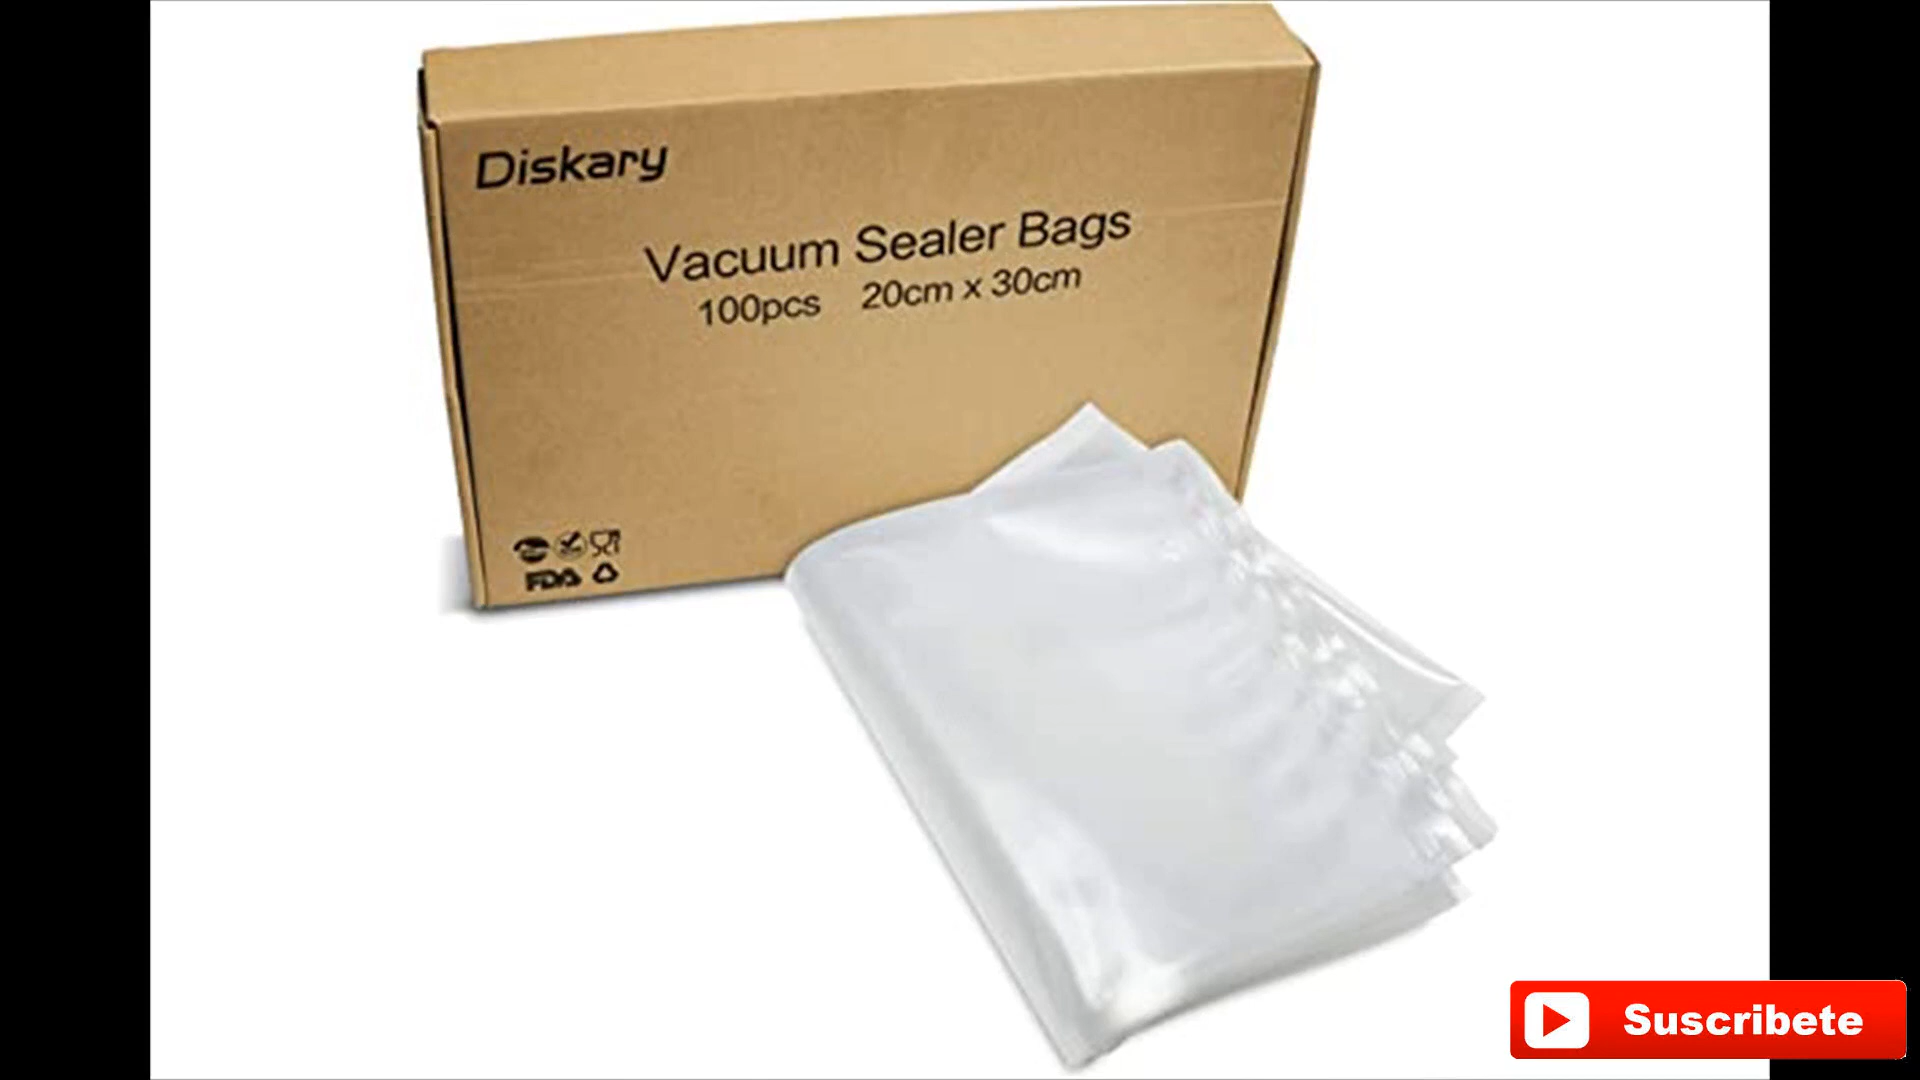 Diskary
Vacuum Sealer Bags
100pcs 20cm x 30cm
FDA
Suscribete